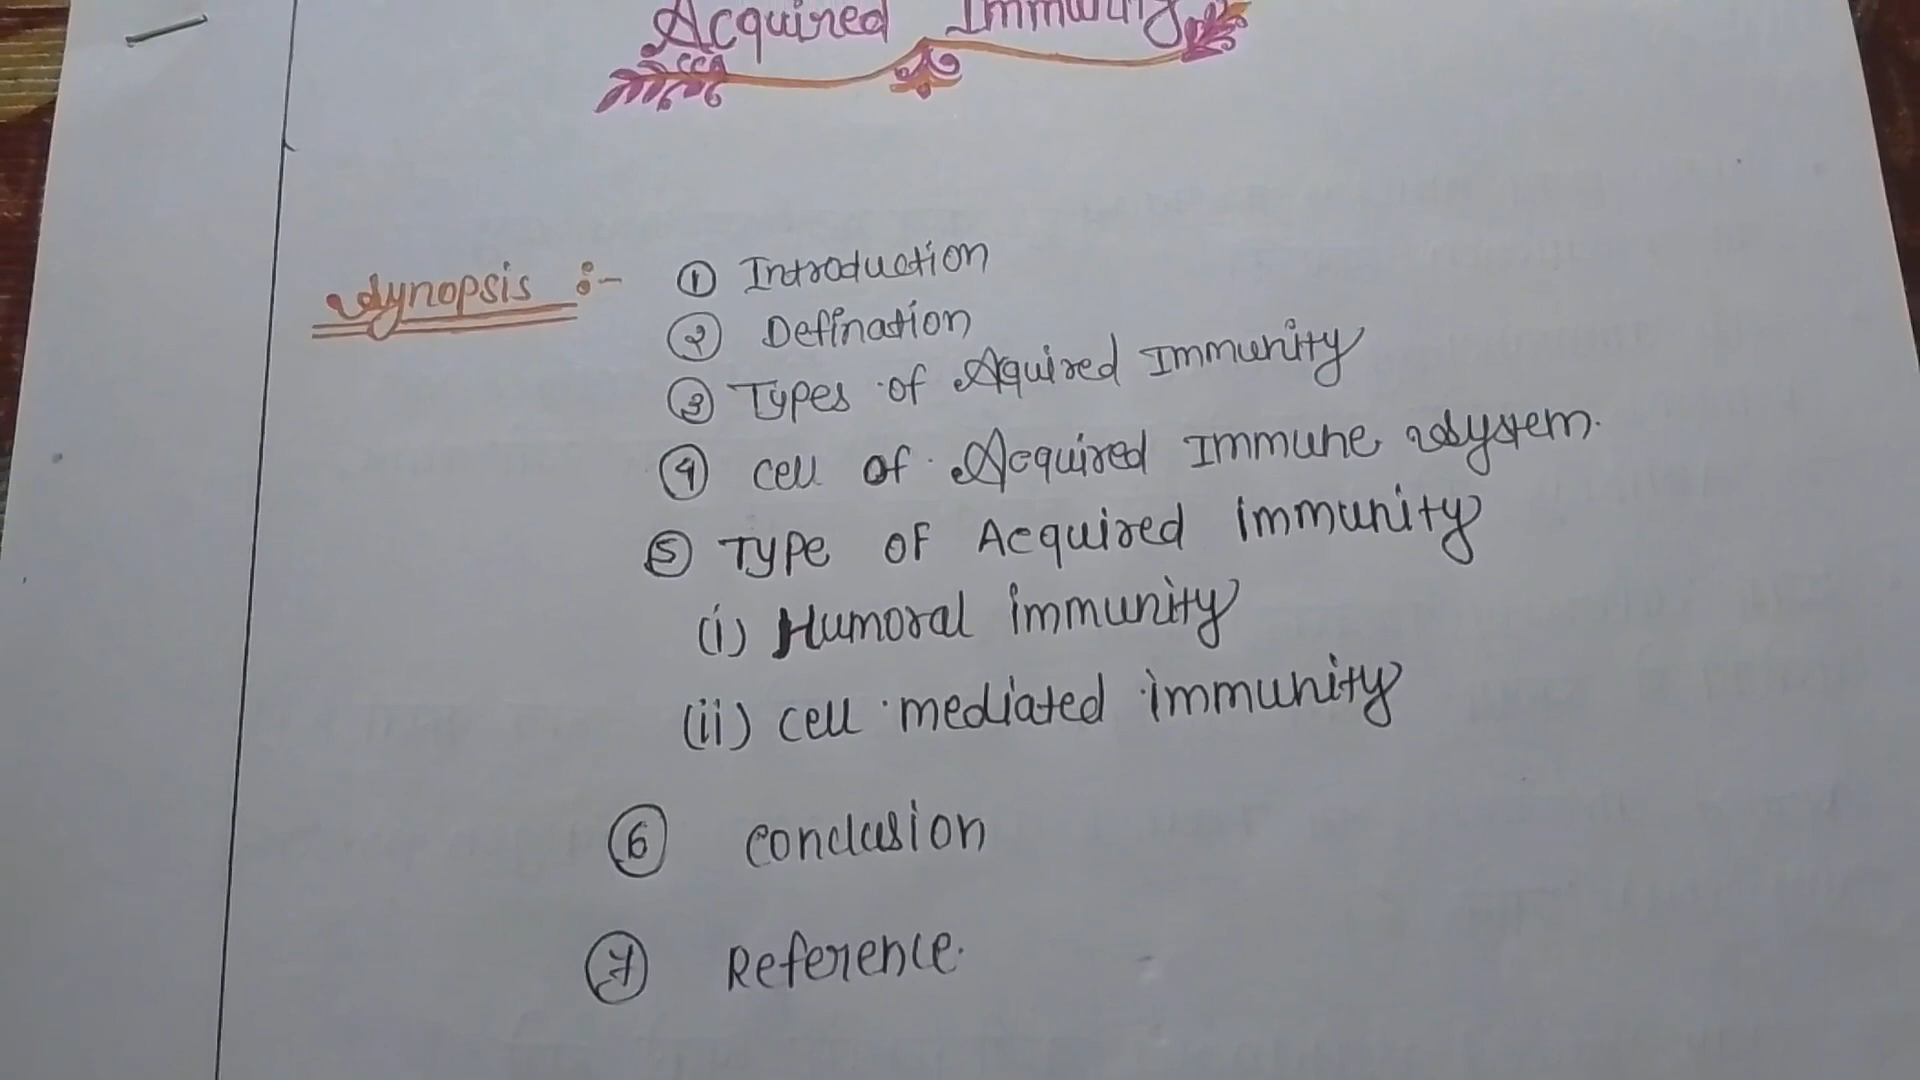 Acquired Immunity
Synopsis :-
① Introduction
② Defination
③ Types of Aquired Immunity
④ cell of Acquired Immune System.
⑤ Type of Acquired immunity
(i) Humoral immunity
(ii) cell mediated immunity
⑥ conclusion
⑦ Reference.